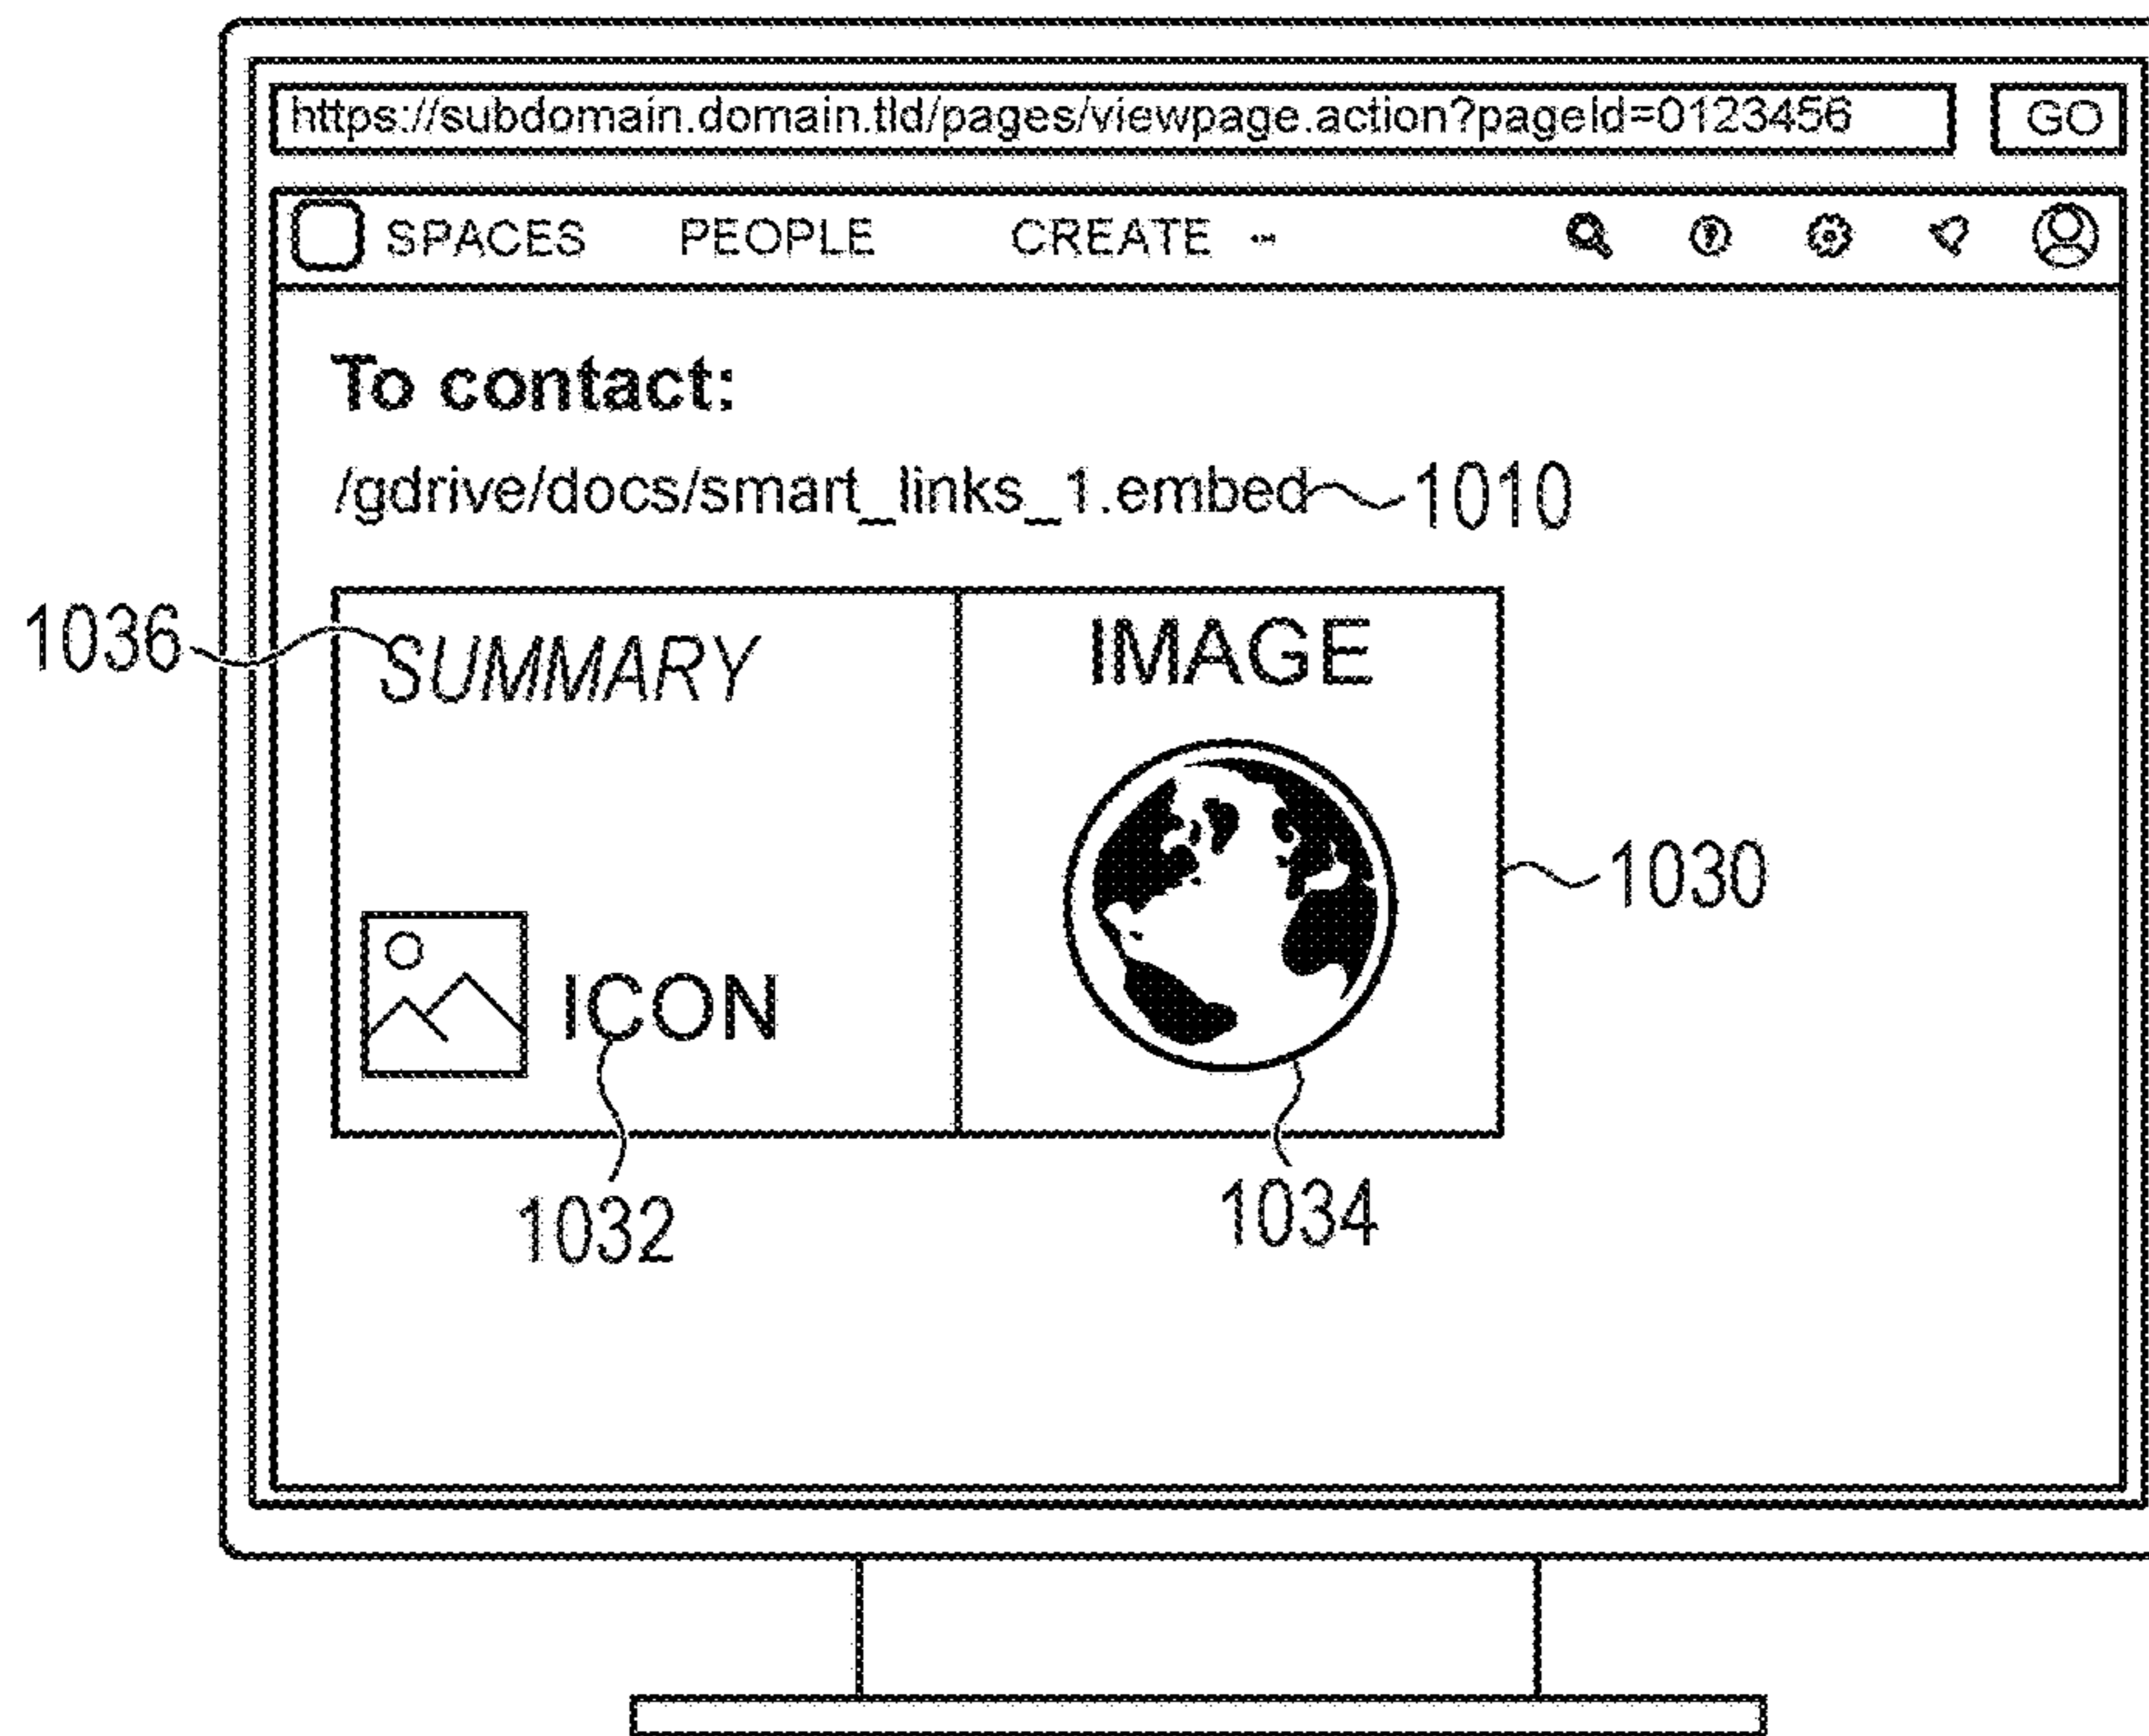 https://subdomain.domain.tld/pages/viewpage.action?pageId=0123456 GO
SPACES PEOPLE CREATE
To contact:
/gdrive/docs/smart_links_1.embed 1010
1036 SUMMARY IMAGE
1030
ICON
1032 1034